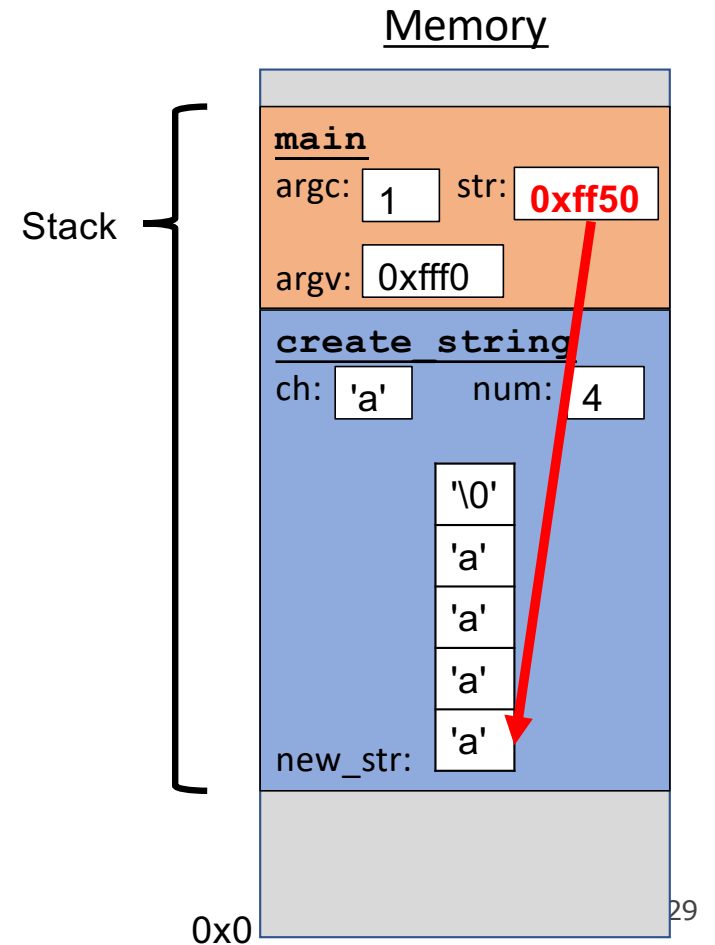 Memory
main
argc: 1 str: 0xff50
Stack
argv: 0xfff0
create_string
ch: 'a' num: 4
'\0'
'a'
'a'
'a'
'a'
new_str:
29
0x0